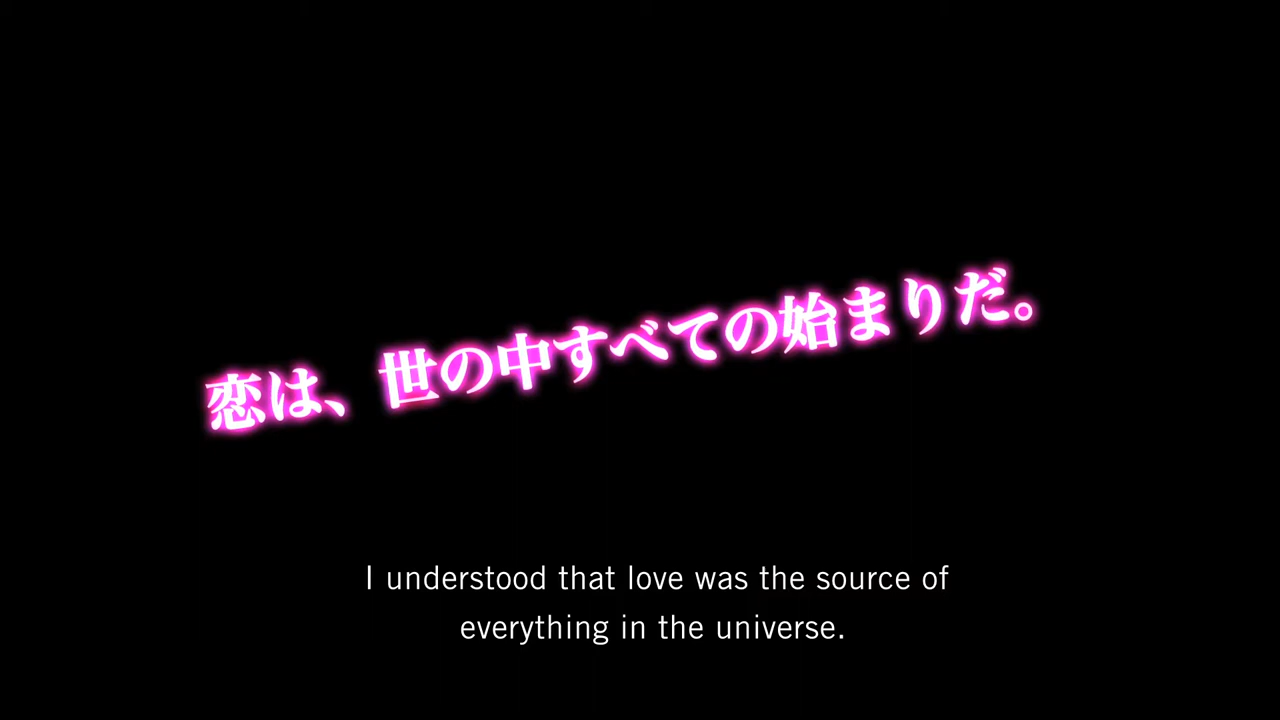 恋は、世の中すべての始まりだ。
I understood that love was the source of
everything in the universe.